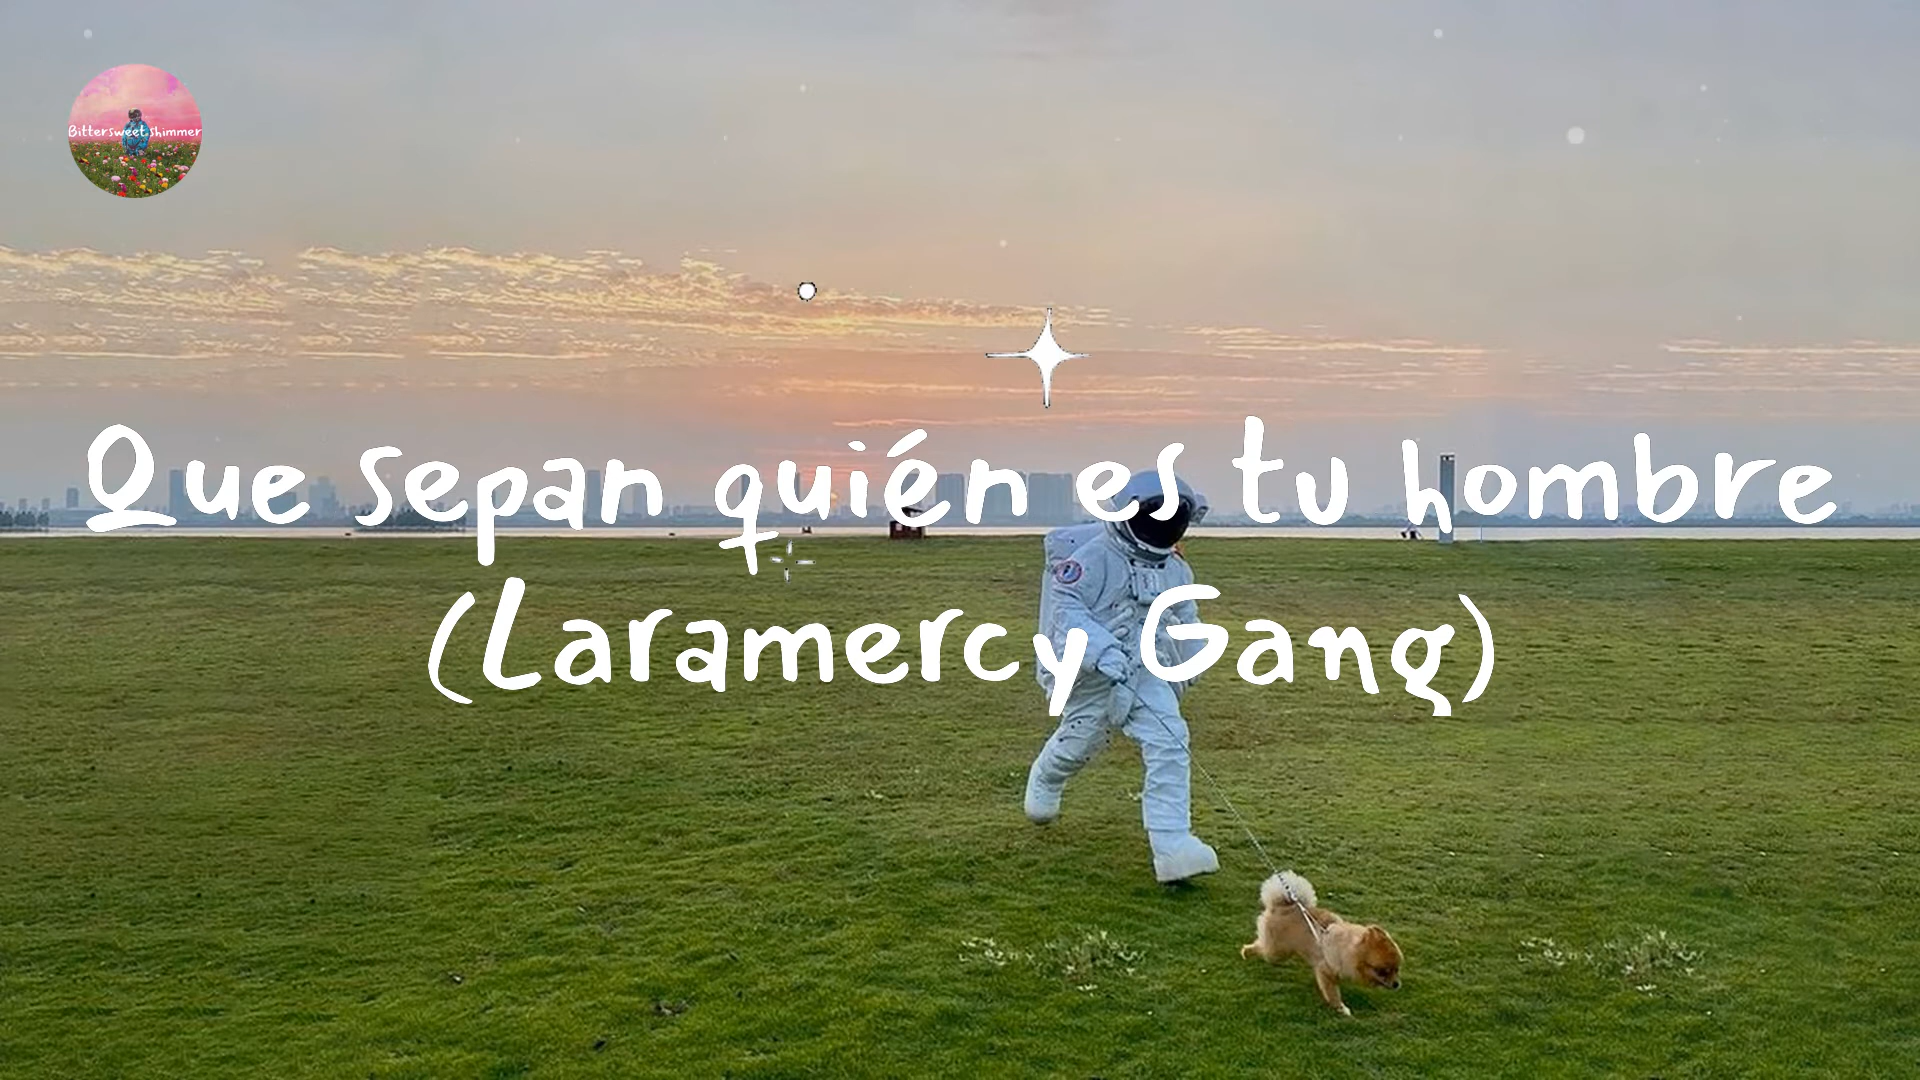 Bittersweet shimmer
Que sepan quién es tu hombre
(Laramercy Gang)